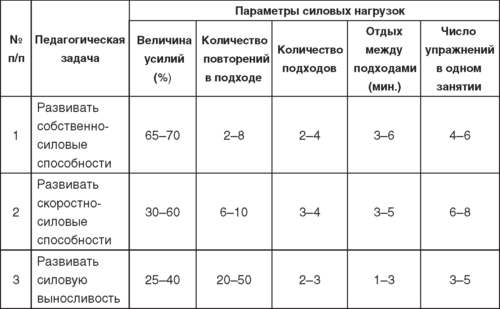 № п/п | Педагогическая задача | Параметры силовых нагрузок
Величина усилий (%) | Количество повторений в подходе | Количество подходов | Отдых между подходами (мин.) | Число упражнений в одном занятии
1 | Развивать собственно-силовые способности | 65–70 | 2–8 | 2–4 | 3–6 | 4–6
2 | Развивать скоростно-силовые способности | 30–60 | 6–10 | 3–4 | 3–5 | 6–8
3 | Развивать силовую выносливость | 25–40 | 20–50 | 2–3 | 1–3 | 3–5